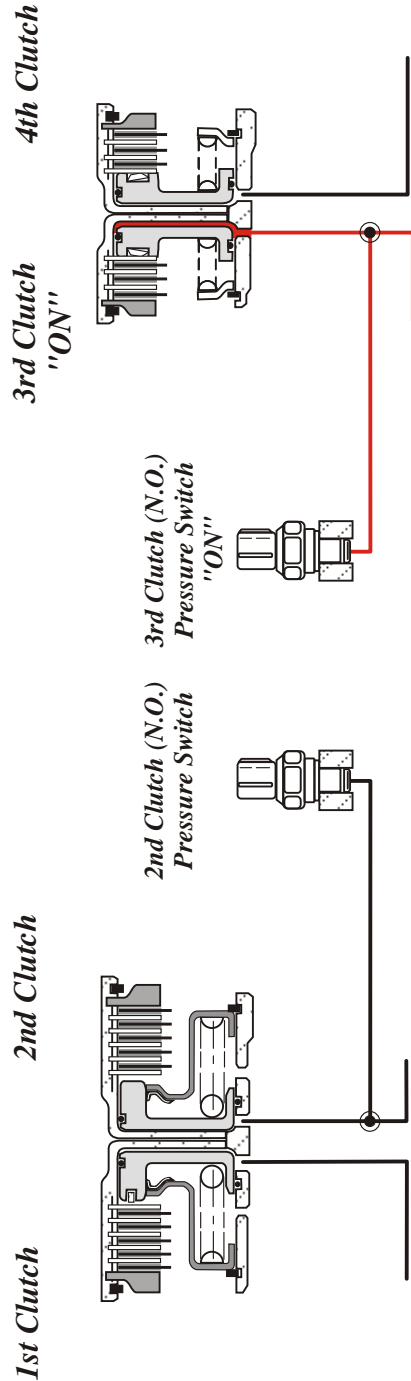 1st Clutch
2nd Clutch
2nd Clutch (N.O.)
Pressure Switch
3rd Clutch (N.O.)
Pressure Switch
"ON"
3rd Clutch
"ON"
4th Clutch